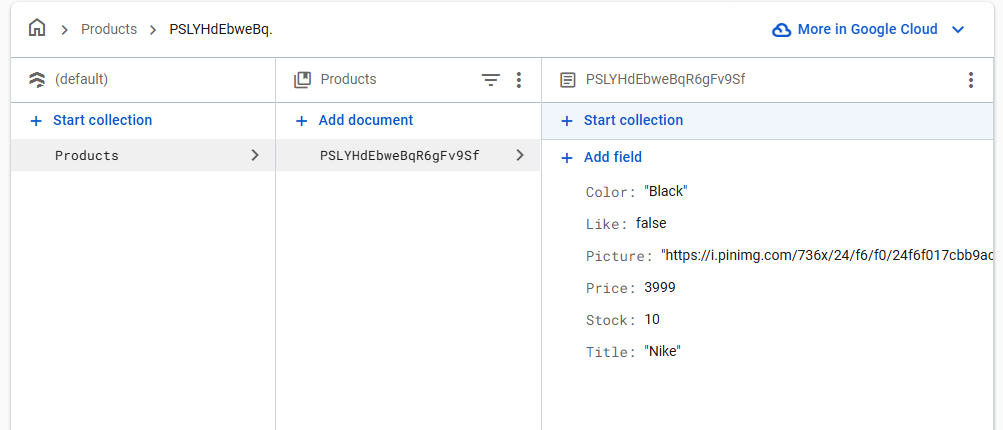 Products PSLYHdEbweBq. More in Google Cloud
(default) Products PSLYHdEbweBqR6gFv9Sf
+ Start collection + Add document + Start collection
Products PSLYHdEbweBqR6gFv9Sf
+ Add field
Color: "Black"
Like: false
Picture: "https://i.pinimg.com/736x/24/f6/f0/24f6f017cbb9ac
Price: 3999
Stock: 10
Title: "Nike"